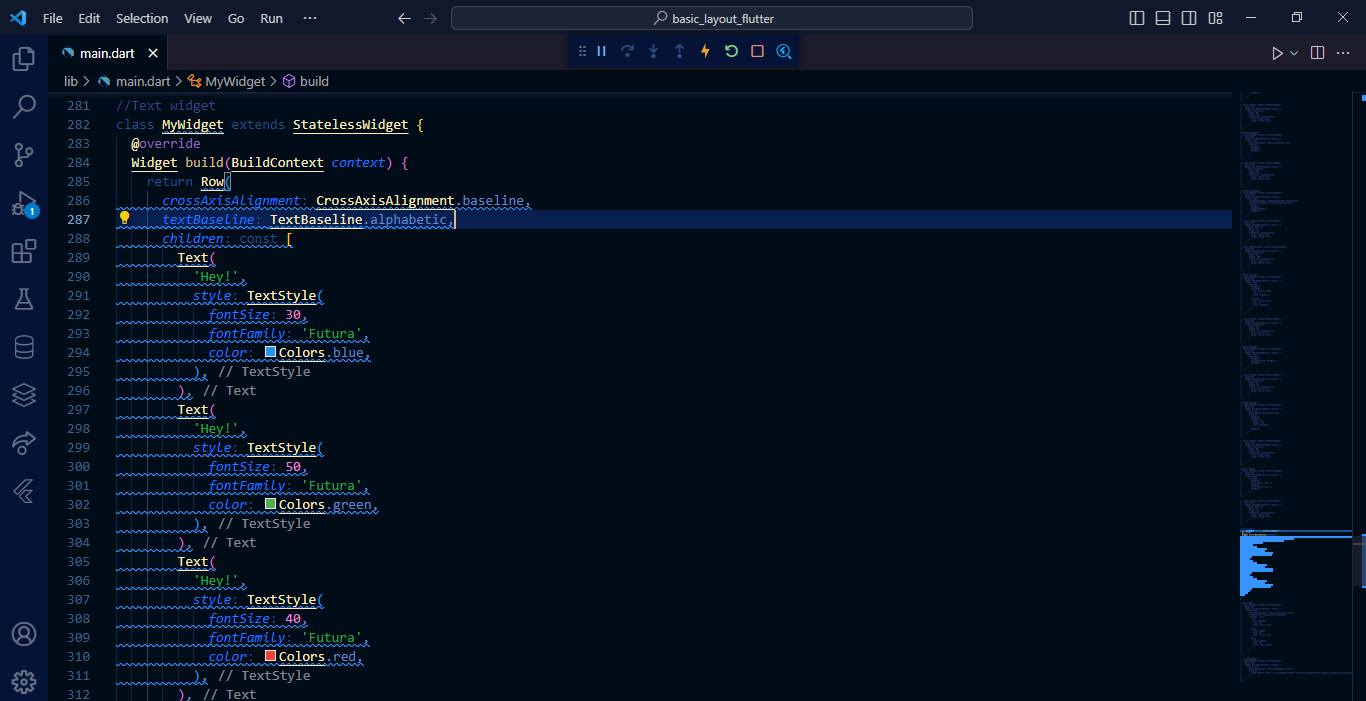 File Edit Selection View Go Run ···
basic_layout_flutter
main.dart
lib > main.dart > MyWidget > build
281 //Text widget
282 class MyWidget extends StatelessWidget {
283 @override
284 Widget build(BuildContext context) {
285 return Row(
286 crossAxisAlignment: CrossAxisAlignment.baseline,
287 textBaseline: TextBaseline.alphabetic,
288 children: const [
289 Text(
290 'Hey!',
291 style: TextStyle(
292 fontSize: 30,
293 fontFamily: 'Futura',
294 color: Colors.blue,
295 ), // TextStyle
296 ), // Text
297 Text(
298 'Hey!',
299 style: TextStyle(
300 fontSize: 50,
301 fontFamily: 'Futura',
302 color: Colors.green,
303 ), // TextStyle
304 ), // Text
305 Text(
306 'Hey!',
307 style: TextStyle(
308 fontSize: 40,
309 fontFamily: 'Futura',
310 color: Colors.red,
311 ), // TextStyle
312 ), // Text
1